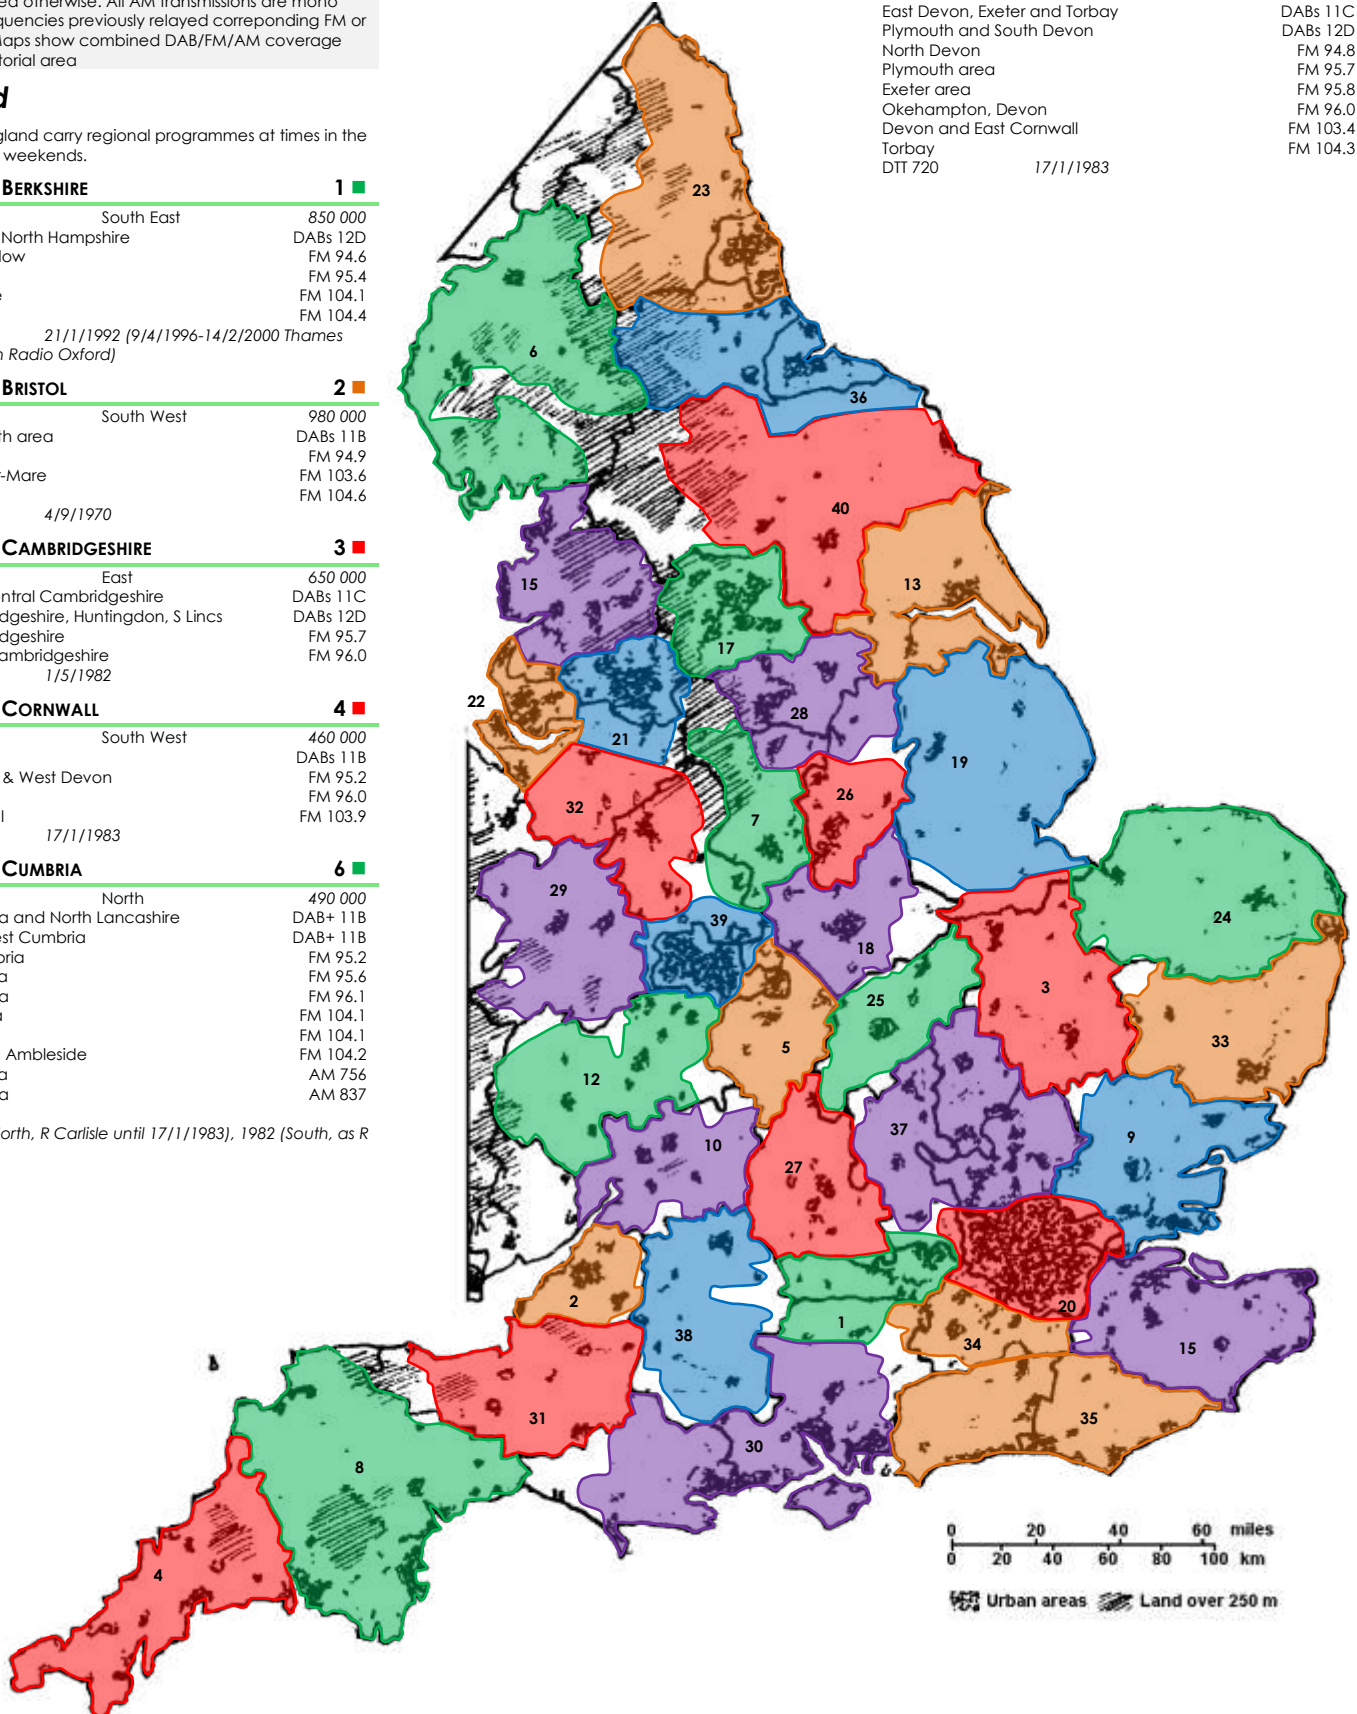 ed otherwise. All AM transmissions are mono
quencies previously relayed correponding FM or
Maps show combined DAB/FM/AM coverage
torial area
d
gland carry regional programmes at times in the
weekends.
BERKSHIRE 1
South East 850 000
North Hampshire DABs 12D
low FM 94.6
FM 95.4
e FM 104.1
FM 104.4
21/1/1992 (9/4/1996-14/2/2000 Thames
n Radio Oxford)
BRISTOL 2
South West 980 000
th area DABs 11B
FM 94.9
r-Mare FM 103.6
FM 104.6
4/9/1970
CAMBRIDGESHIRE 3
East 650 000
entral Cambridgeshire DABs 11C
dgeshire, Huntingdon, S Lincs DABs 12D
dgeshire FM 95.7
Cambridgeshire FM 96.0
1/5/1982
CORNWALL 4
South West 460 000
DABs 11B
& West Devon FM 95.2
FM 96.0
l FM 103.9
17/1/1983
CUMBRIA 6
North 490 000
a and North Lancashire DAB+ 11B
est Cumbria DAB+ 11B
bria FM 95.2
a FM 95.6
a FM 96.1
a FM 104.1
FM 104.1
Ambleside FM 104.2
a AM 756
a AM 837
orth, R Carlisle until 17/1/1983), 1982 (South, as R
East Devon, Exeter and Torbay DABs 11C
Plymouth and South Devon DABs 12D
North Devon FM 94.8
Plymouth area FM 95.7
Exeter area FM 95.8
Okehampton, Devon FM 96.0
Devon and East Cornwall FM 103.4
Torbay FM 104.3
DTT 720 17/1/1983
23
6
36
40
15
13
17
22
28
21
19
26
32
7
29
39
24
18
3
25
5
33
12
37
10
9
27
2
20
1
38
34
15
31
35
30
8
4
0 20 40 60 miles
0 20 40 60 80 100 km
Urban areas Land over 250 m